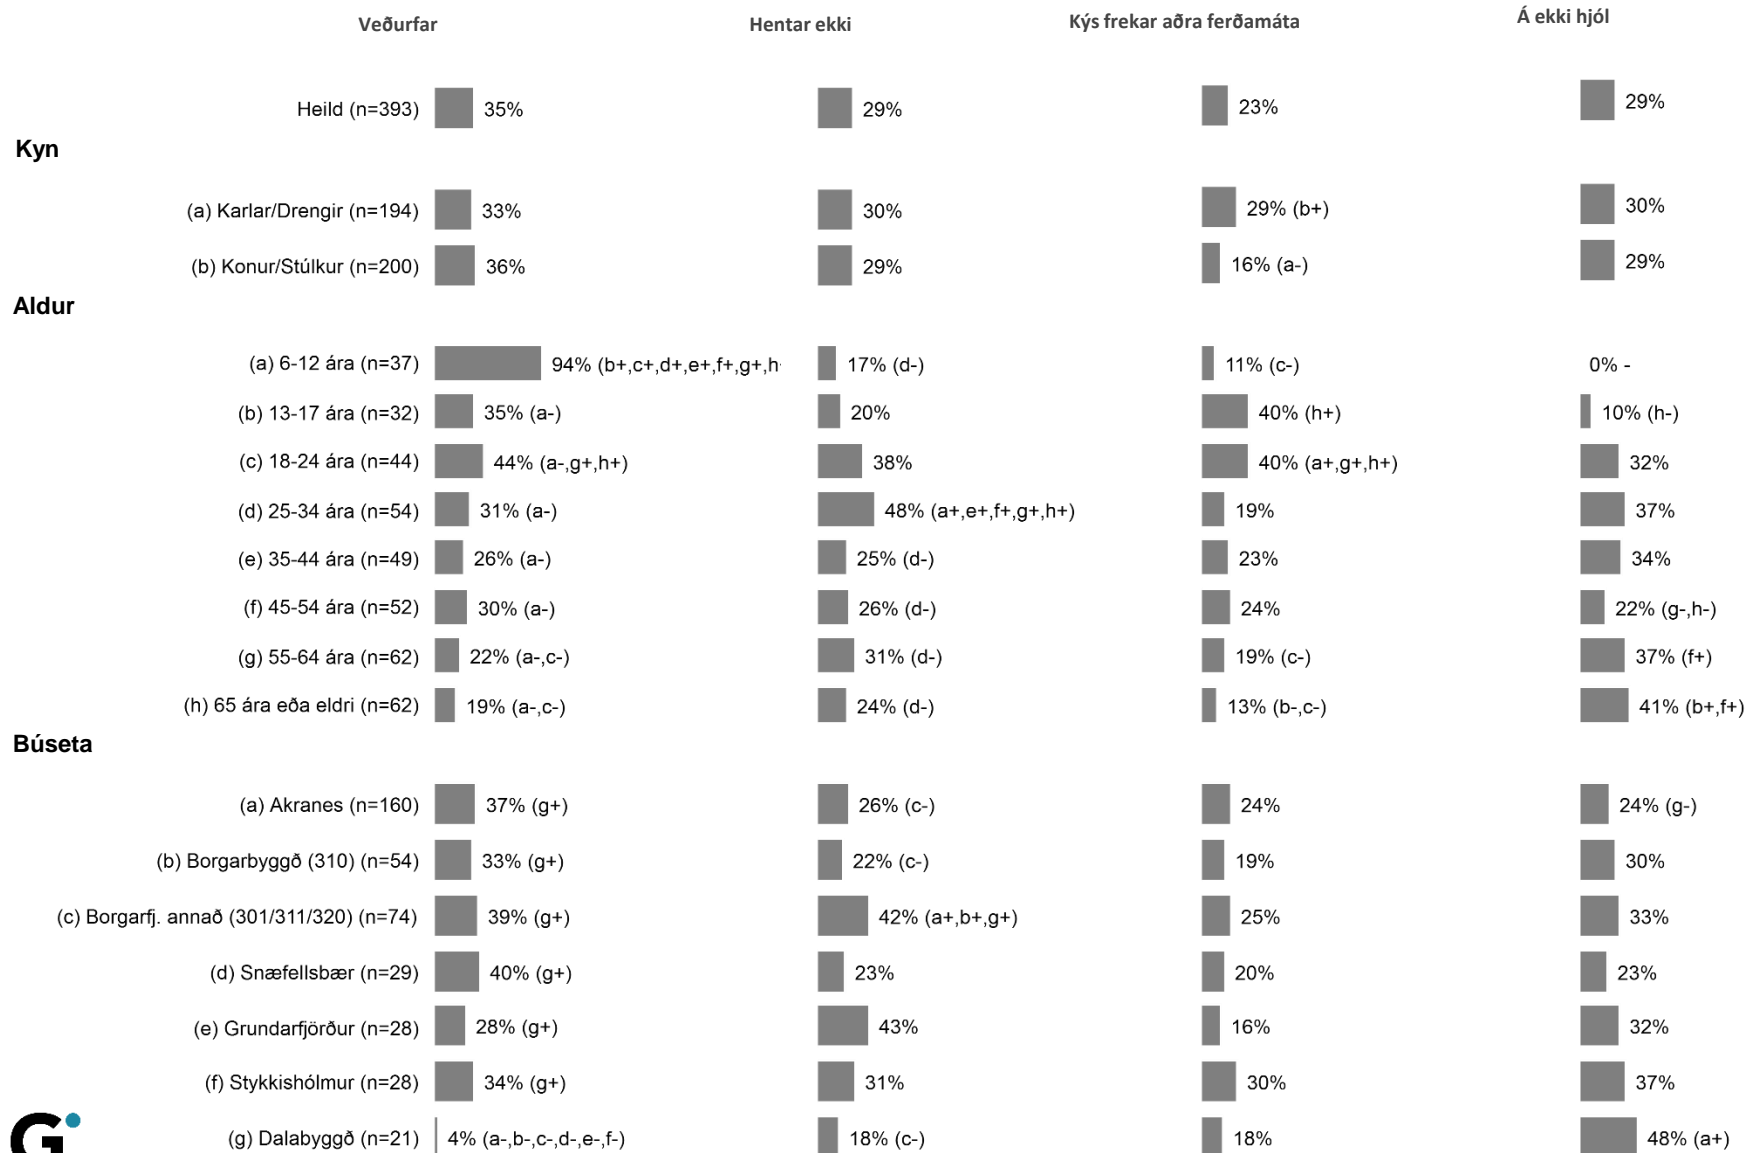 Veðurfar Hentar ekki Kýs frekar aðra ferðamáta Á ekki hjól
Heild (n=393) 35% 29% 23% 29%
Kyn
(a) Karlar/Drengir (n=194) 33% 30% 29% (b+) 30%
(b) Konur/Stúlkur (n=200) 36% 29% 16% (a-) 29%
Aldur
(a) 6-12 ára (n=37) 94% (b+,c+,d+,e+,f+,g+,h 17% (d-) 11% (c-) 0% -
(b) 13-17 ára (n=32) 35% (a-) 20% 40% (h+) 10% (h-)
(c) 18-24 ára (n=44) 44% (a-,g+,h+) 38% 40% (a+,g+,h+) 32%
(d) 25-34 ára (n=54) 31% (a-) 48% (a+,e+,f+,g+,h+) 19% 37%
(e) 35-44 ára (n=49) 26% (a-) 25% (d-) 23% 34%
(f) 45-54 ára (n=52) 30% (a-) 26% (d-) 24% 22% (g-,h-)
(g) 55-64 ára (n=62) 22% (a-,c-) 31% (d-) 19% (c-) 37% (f+)
(h) 65 ára eða eldri (n=62) 19% (a-,c-) 24% (d-) 13% (b-,c-) 41% (b+,f+)
Búseta
(a) Akranes (n=160) 37% (g+) 26% (c-) 24% 24% (g-)
(b) Borgarbyggð (310) (n=54) 33% (g+) 22% (c-) 19% 30%
(c) Borgarfj. annað (301/311/320) (n=74) 39% (g+) 42% (a+,b+,g+) 25% 33%
(d) Snæfellsbær (n=29) 40% (g+) 23% 20% 23%
(e) Grundarfjörður (n=28) 28% (g+) 43% 16% 32%
(f) Stykkishólmur (n=28) 34% (g+) 31% 30% 37%
(g) Dalabyggð (n=21) 4% (a-,b-,c-,d-,e-,f-) 18% (c-) 18% 48% (a+)
G